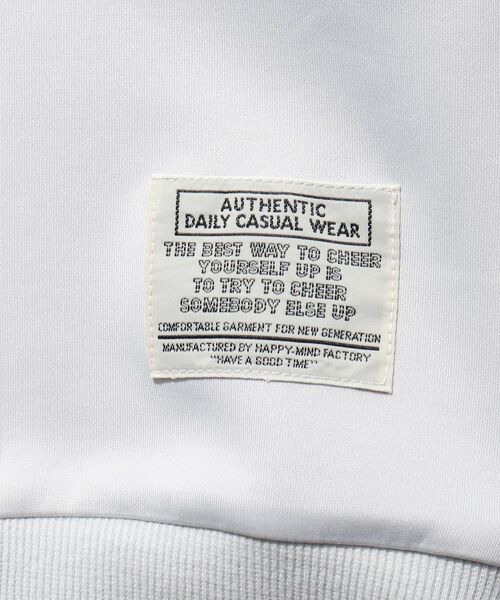 AUTHENTIC
DAILY CASUAL WEAR
THE BEST WAY TO CHEER
YOURSELF UP IS
TO TRY TO CHEER
SOMEBODY ELSE UP
COMFORTABLE GARMENT FOR NEW GENERATION
MANUFACTURED BY HAPPY-MIND FACTORY
"HAVE A GOOD TIME"